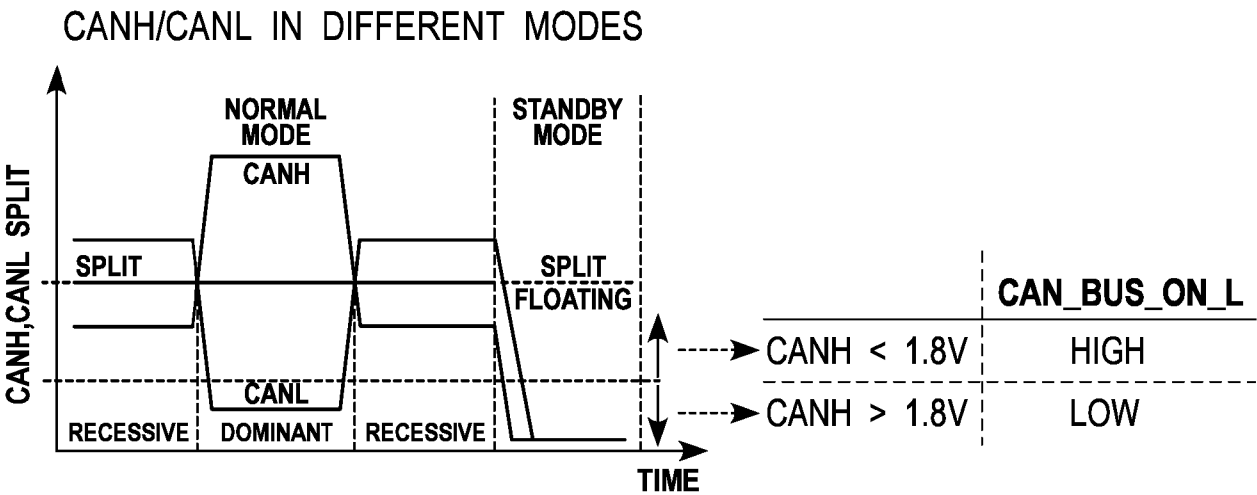 CANH/CANL IN DIFFERENT MODES
NORMAL
MODE
STANDBY
MODE
CANH
CANH,CANL SPLIT
SPLIT
SPLIT
FLOATING
CANL
RECESSIVE
DOMINANT
RECESSIVE
TIME
CAN_BUS_ON_L
CANH < 1.8V HIGH
CANH > 1.8V LOW